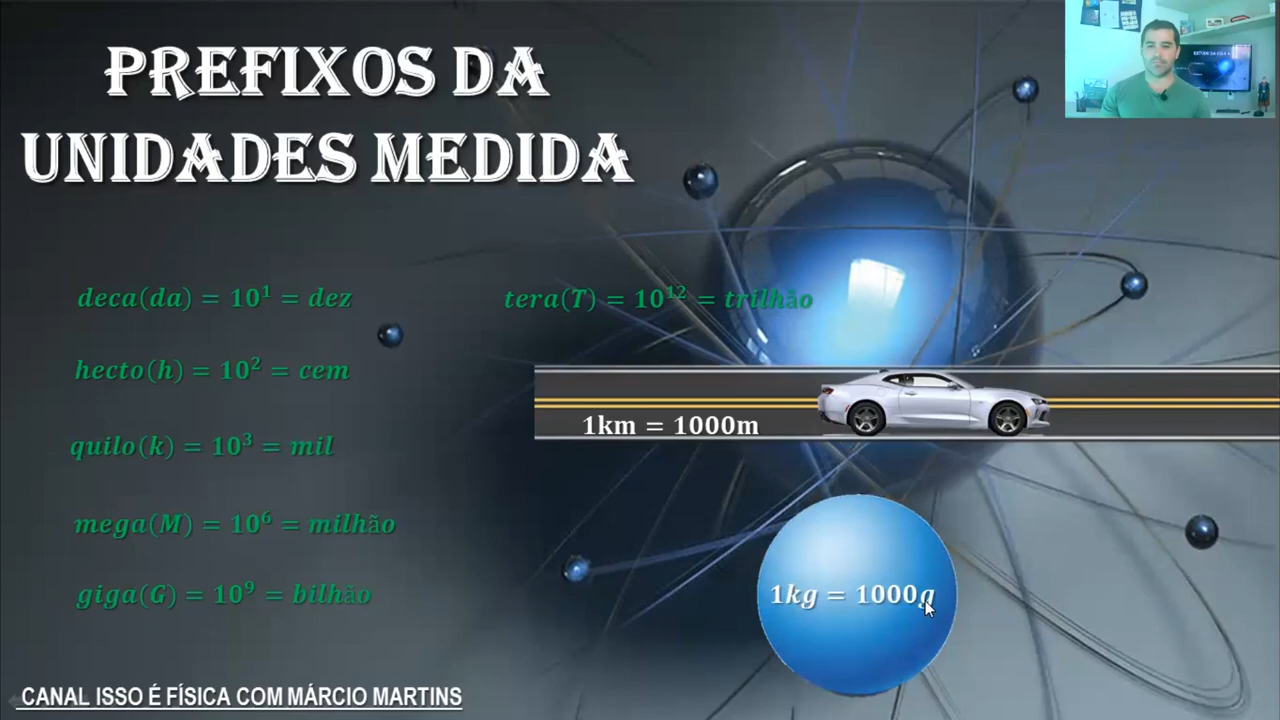 PREFIXOS DA
UNIDADES MEDIDA
deca(da) = 10¹ = dez
tera(T) = 10¹² = trilhão
hecto(h) = 10² = cem
1km = 1000m
quilo(k) = 10³ = mil
mega(M) = 10⁶ = milhão
giga(G) = 10⁹ = bilhão
1kg = 1000g
CANAL ISSO É FÍSICA COM MÁRCIO MARTINS